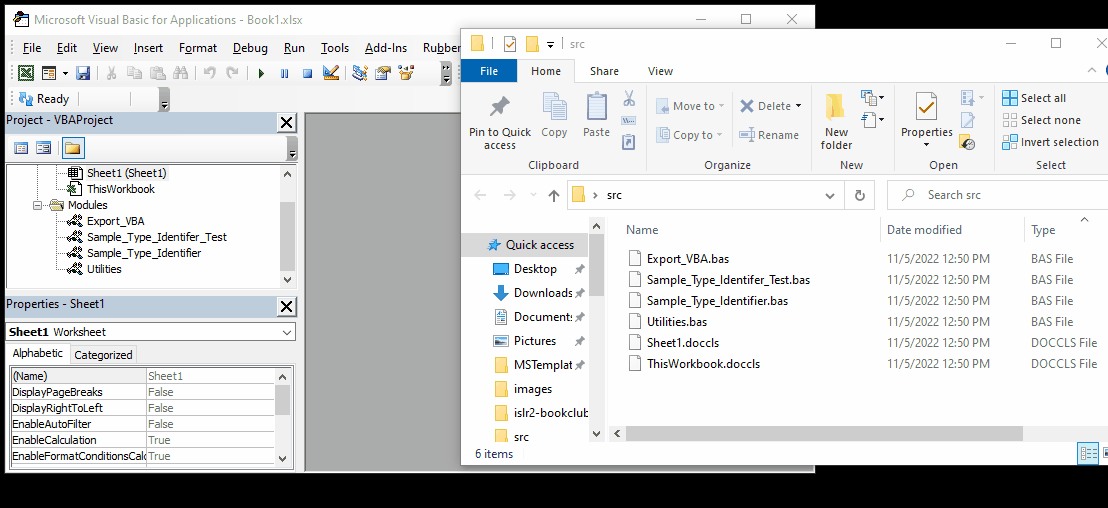 Microsoft Visual Basic for Applications - Book1.xlsx
File Edit View Insert Format Debug Run Tools Add-Ins Rubber
Ready
Project - VBAProject
Sheet1 (Sheet1)
ThisWorkbook
Modules
Export_VBA
Sample_Type_Identifer_Test
Sample_Type_Identifier
Utilities
Properties - Sheet1
Sheet1 Worksheet
Alphabetic Categorized
(Name) Sheet1
DisplayPageBreaks False
DisplayRightToLeft False
EnableAutoFilter False
EnableCalculation True
EnableFormatConditionsCalc True
src
File Home Share View
Pin to Quick access
Copy
Paste
Clipboard
Move to
Copy to
Delete
Rename
Organize
New folder
New
Properties
Open
Select all
Select none
Invert selection
Select
src
Search src
Quick access
Desktop
Downloads
Documents
Pictures
MSTemplat
images
islr2-bookclub
src
Name Date modified Type
Export_VBA.bas 11/5/2022 12:50 PM BAS File
Sample_Type_Identifer_Test.bas 11/5/2022 12:50 PM BAS File
Sample_Type_Identifier.bas 11/5/2022 12:50 PM BAS File
Utilities.bas 11/5/2022 12:50 PM BAS File
Sheet1.doccls 11/5/2022 12:50 PM DOCCLS File
ThisWorkbook.doccls 11/5/2022 12:50 PM DOCCLS File
6 items